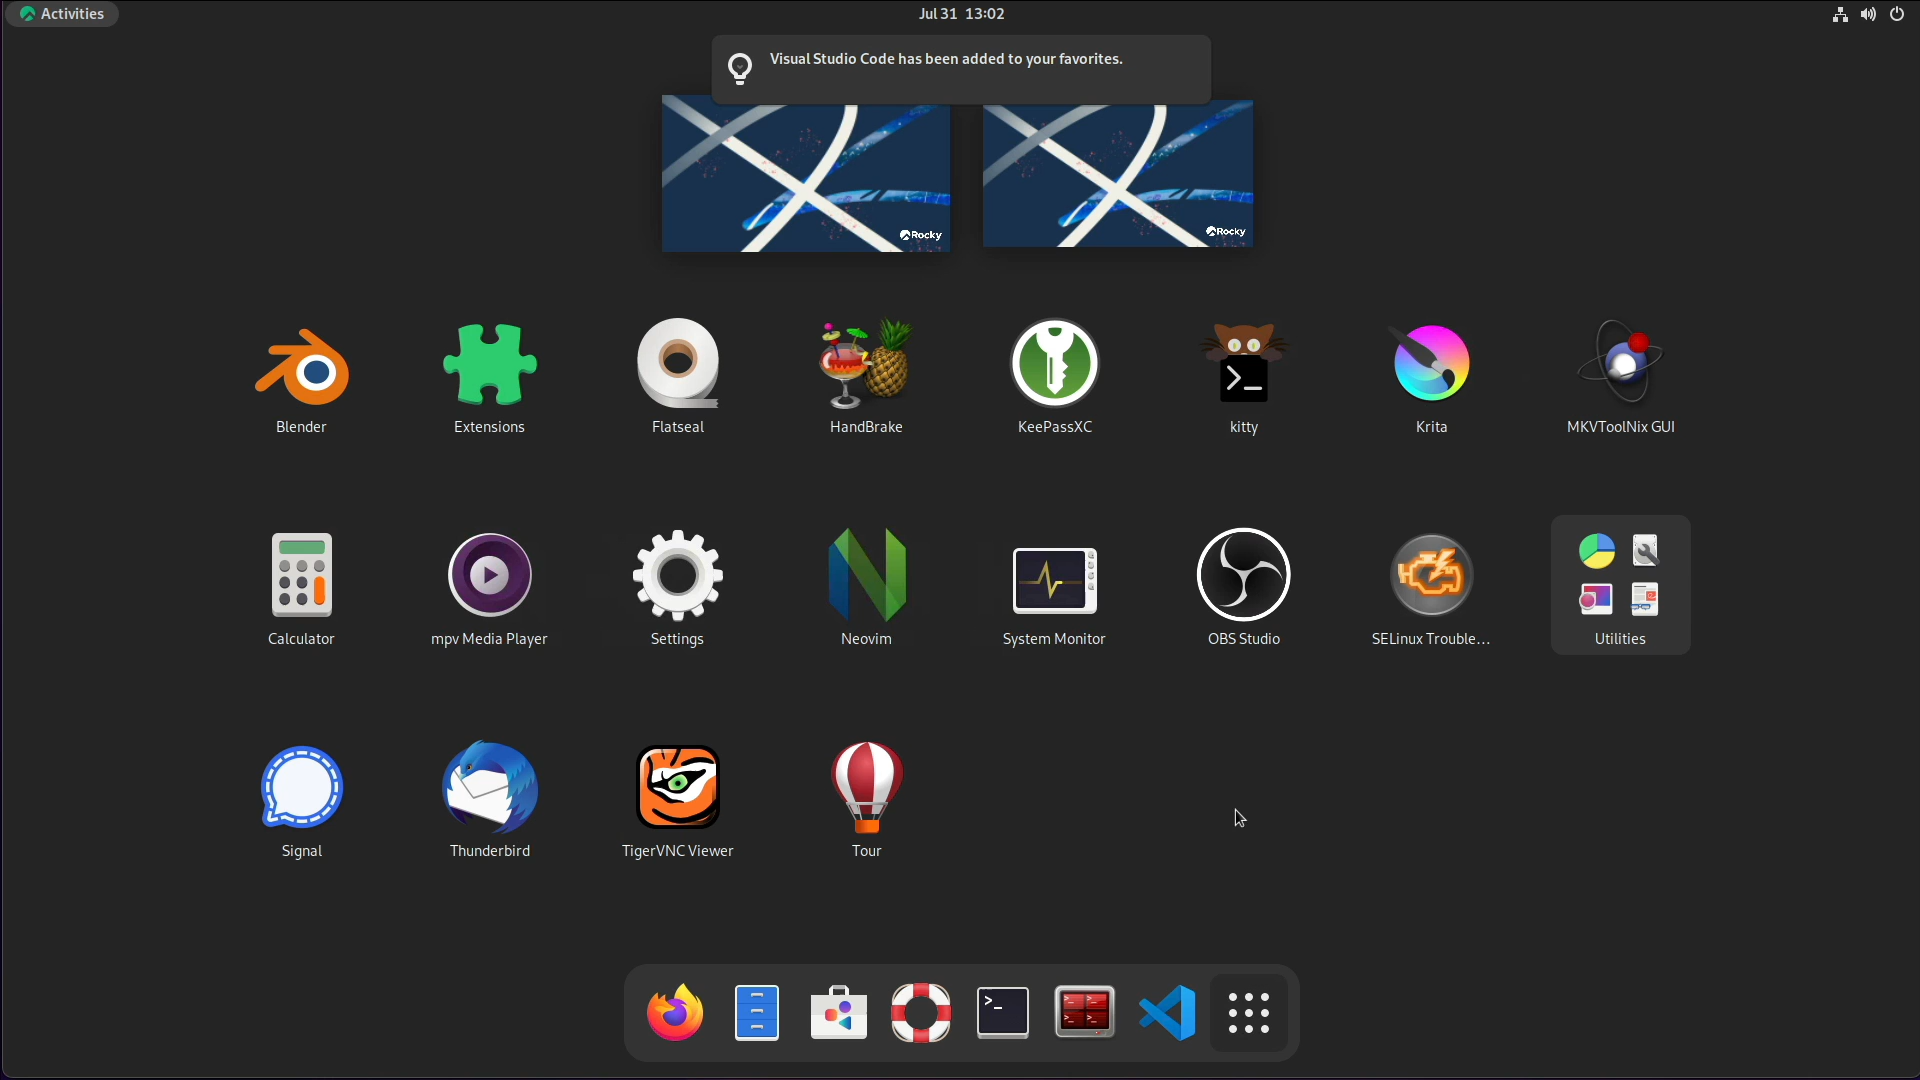 Activities
Jul 31 13:02
Visual Studio Code has been added to your favorites.
Rocky
Rocky
Blender
Extensions
Flatseal
HandBrake
KeePassXC
kitty
Krita
MKVToolNix GUI
Calculator
mpv Media Player
Settings
Neovim
System Monitor
OBS Studio
SELinux Trouble...
Utilities
Signal
Thunderbird
TigerVNC Viewer
Tour